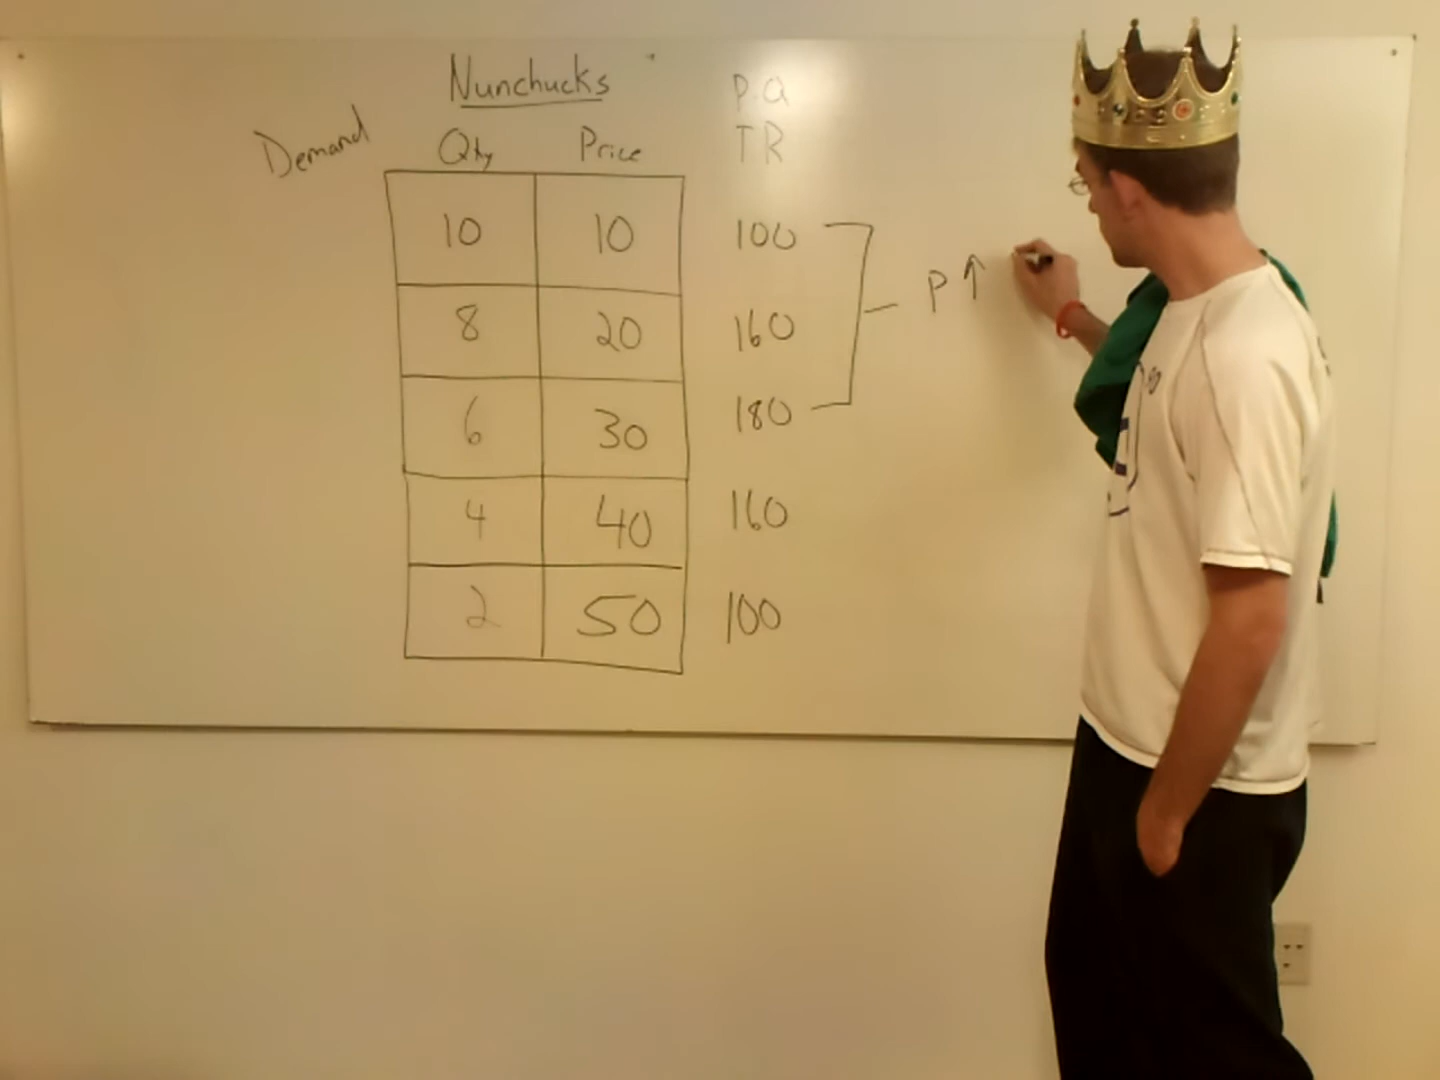 Nunchucks
P.Q
Demand Qty Price TR
10 10 100
8 20 160
P ↑
6 30 180
4 40 160
2 50 100